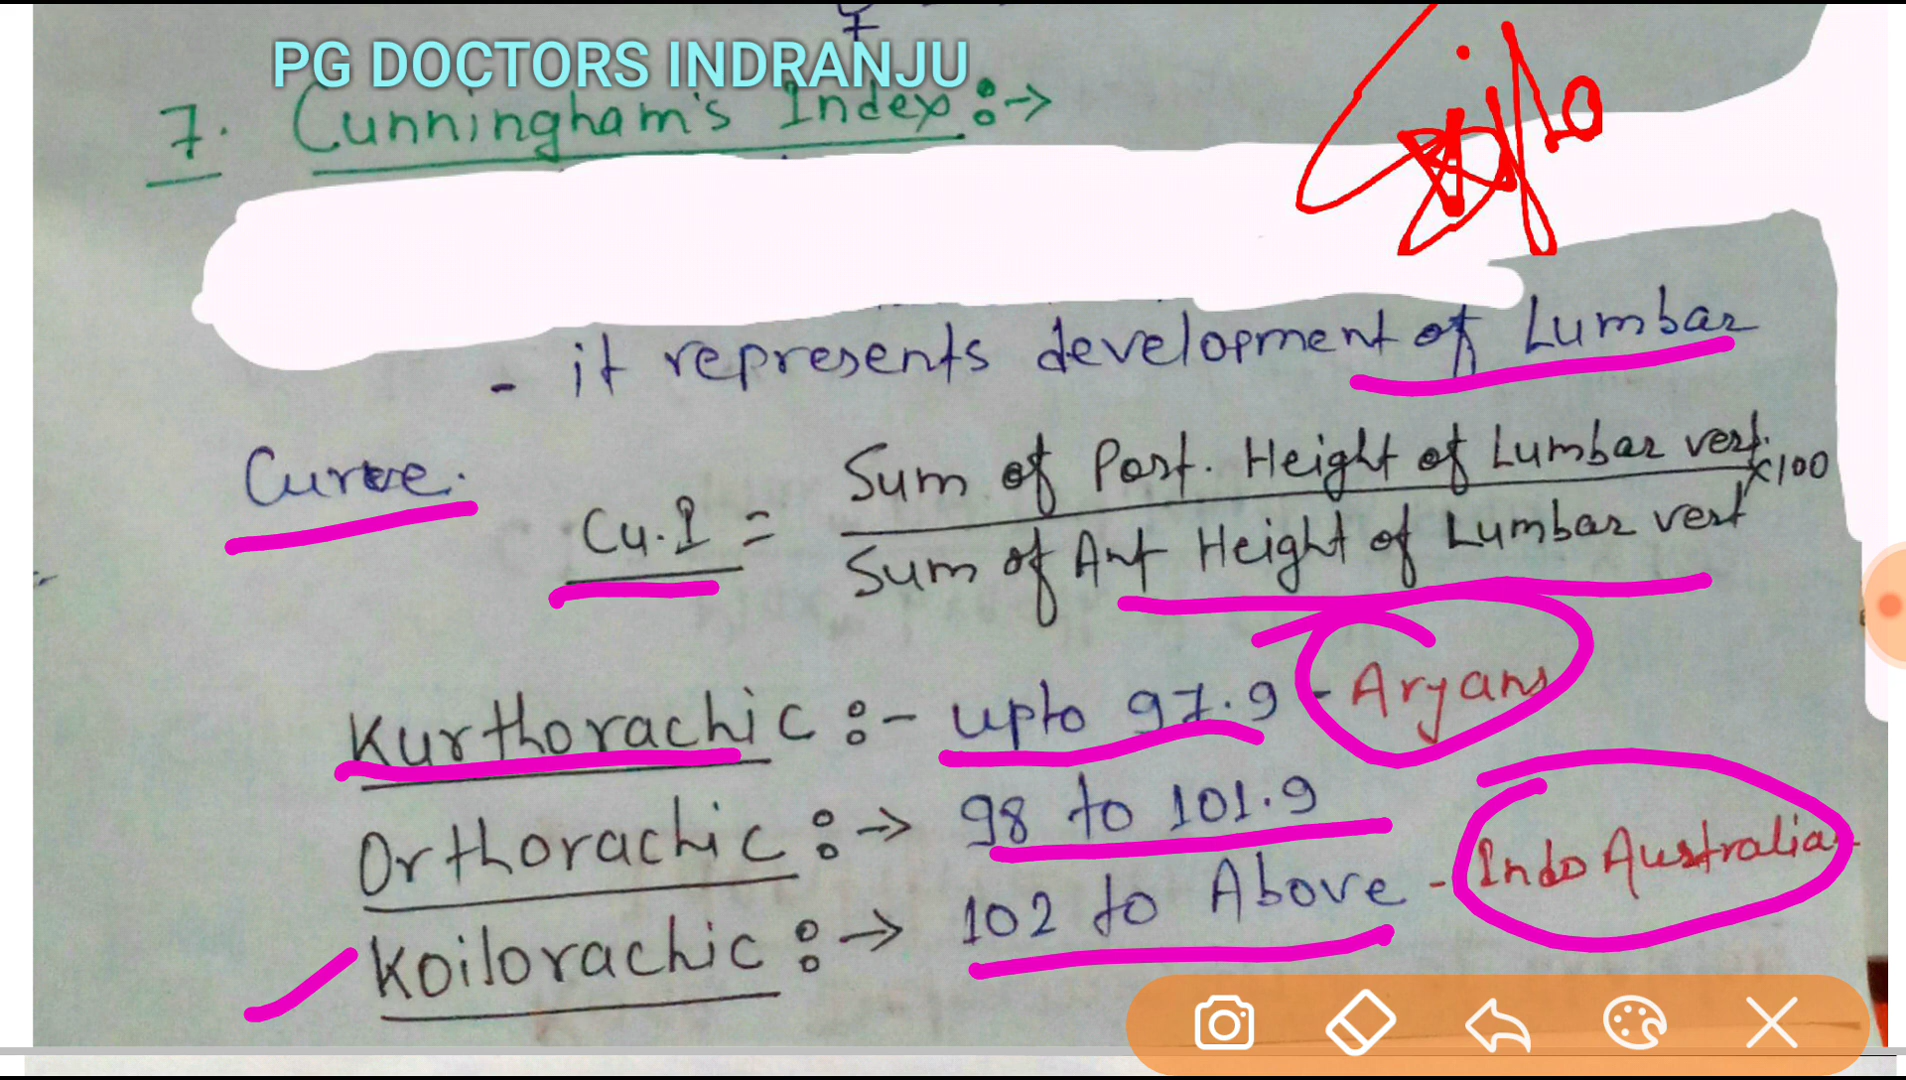 PG DOCTORS INDRANJU
7. Cunningham's Index :→
- it represents development of Lumbar
Curve.
Cu.I = Sum of Post. Height of Lumbar vert. ×100
Sum of Ant Height of Lumbar vert
Kurthorachic :- upto 97.9 - Aryans
Orthorachic :→ 98 to 101.9
Koilorachic :→ 102 to Above - Indo Australia